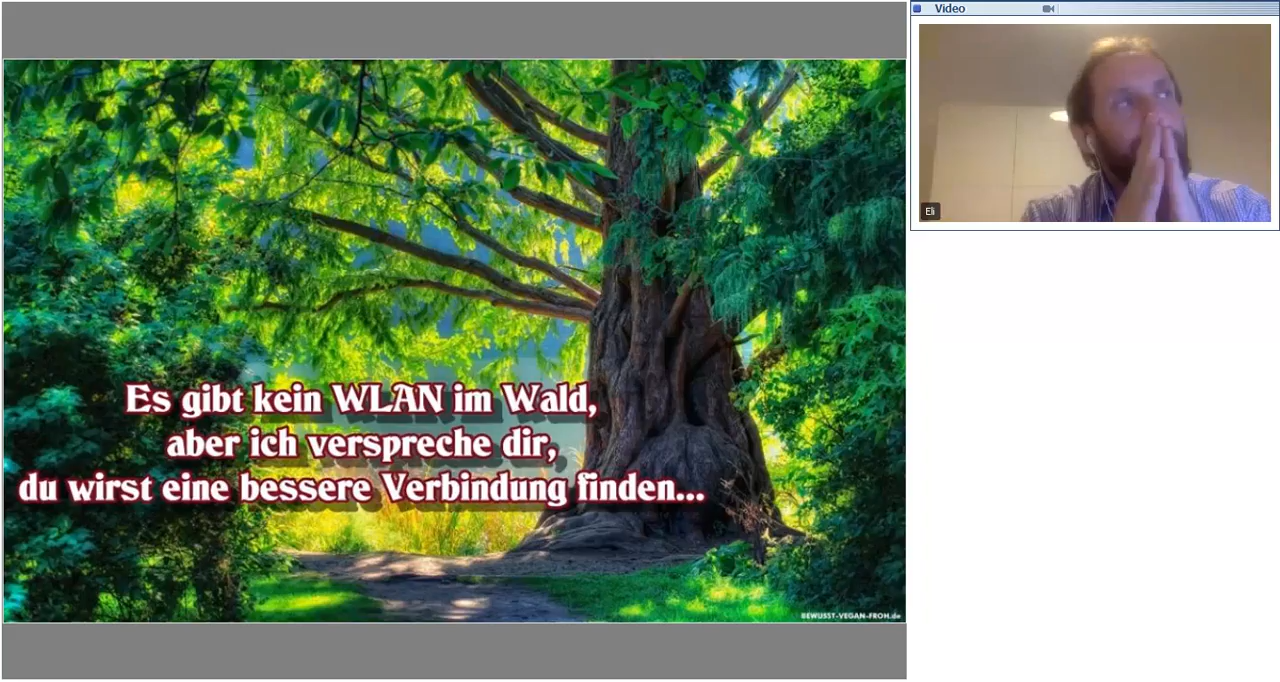 Video
Eli
Es gibt kein WLAN im Wald,
aber ich verspreche dir,
du wirst eine bessere Verbindung finden...
BEWUSST-VEGAN-FROH.de